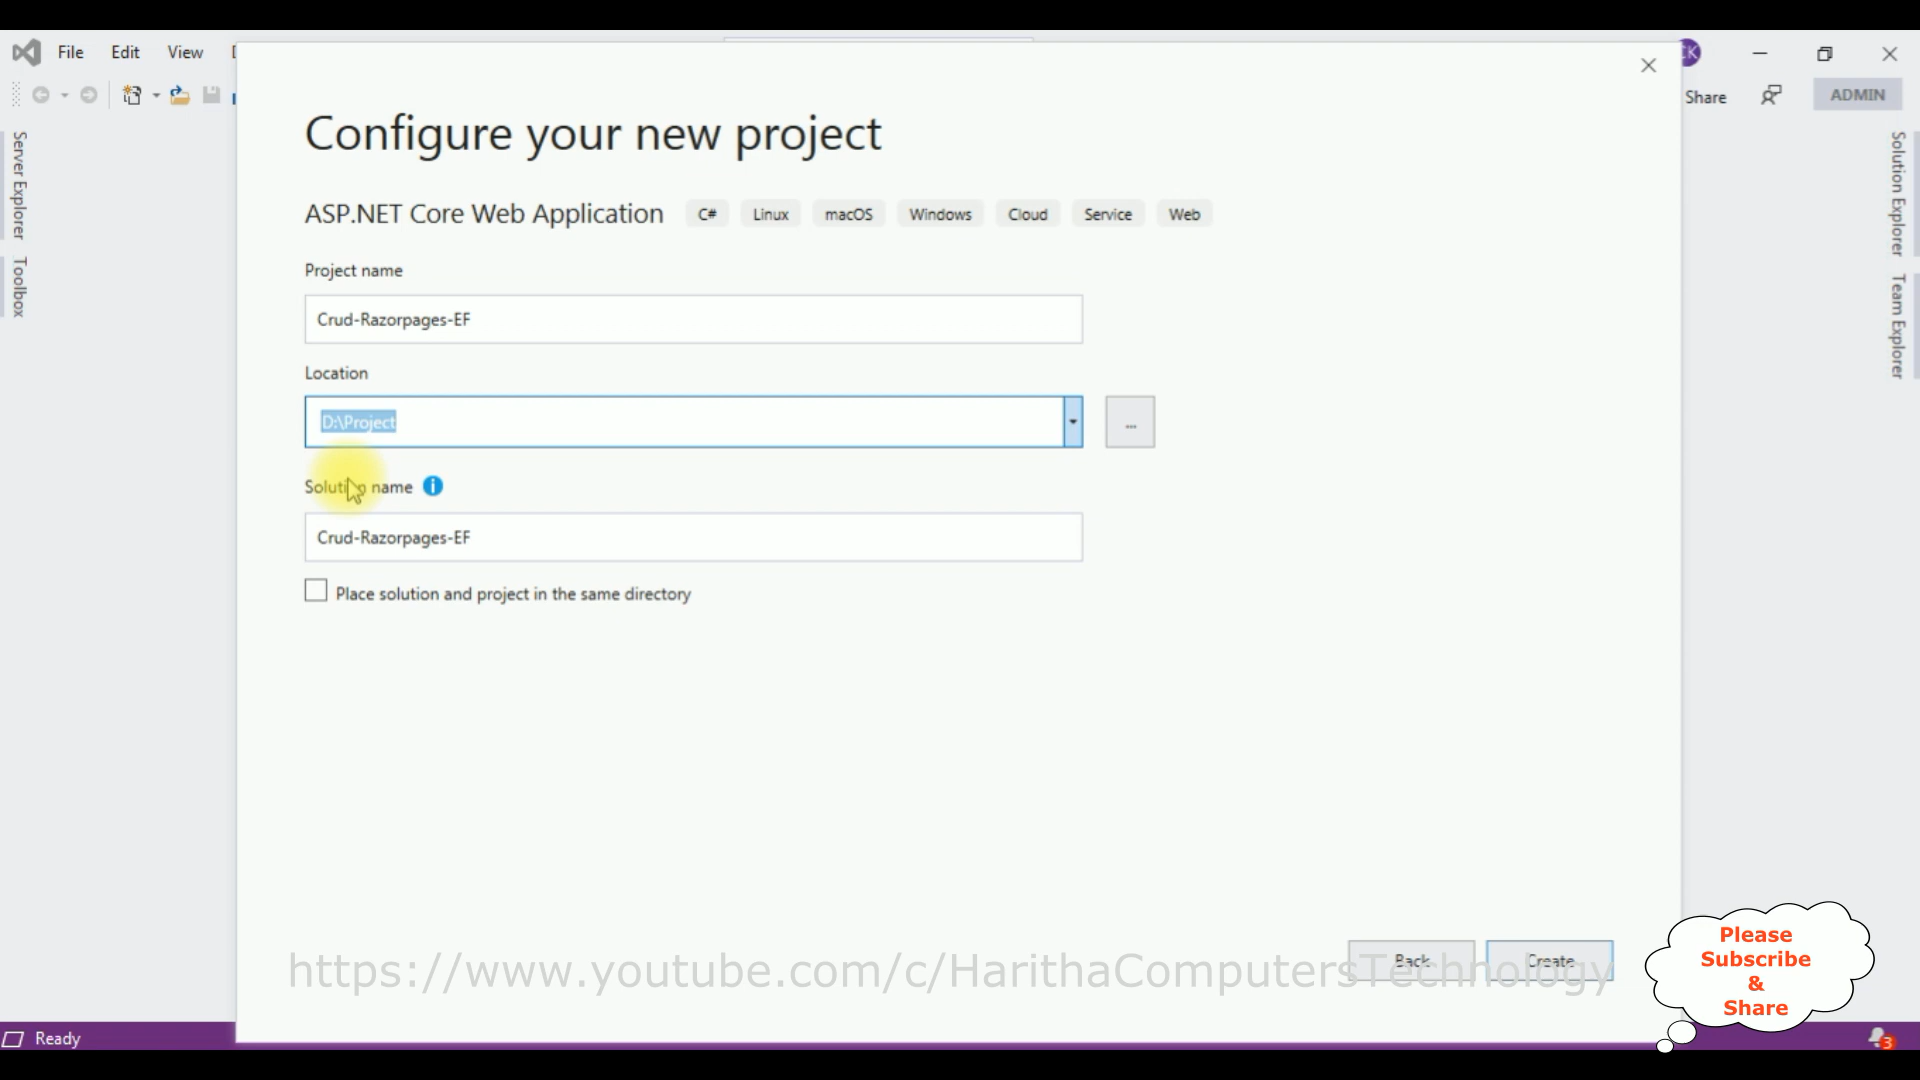 File Edit View
Share ADMIN
Server Explorer
Toolbox
Solution Explorer
Team Explorer
Configure your new project
ASP.NET Core Web Application C# Linux macOS Windows Cloud Service Web
Project name
Crud-Razorpages-EF
Location
D:\Project
...
Solution name
Crud-Razorpages-EF
Place solution and project in the same directory
Back Create
https://www.youtube.com/c/HarithaComputersTechnology
Please
Subscribe
&
Share
Ready
3